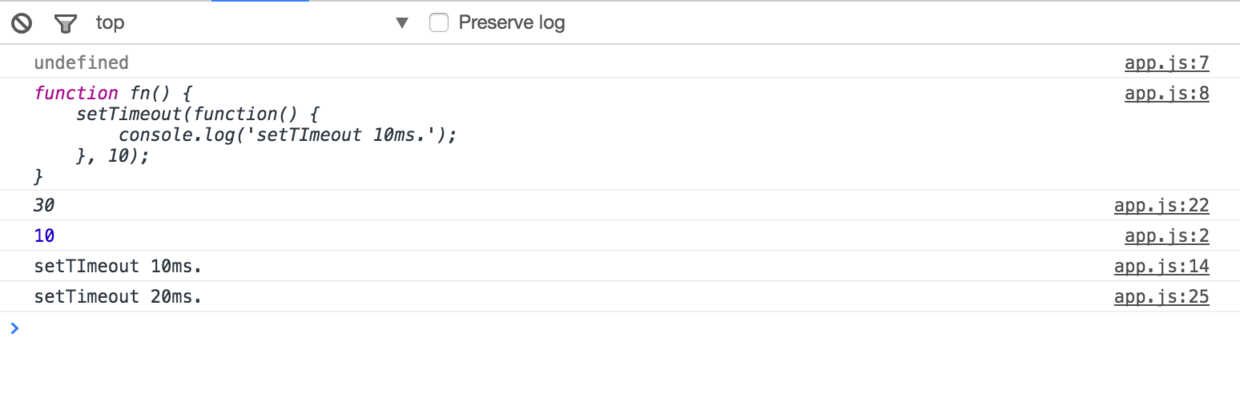 top ▼ Preserve log
undefined app.js:7
function fn() { app.js:8
    setTimeout(function() {
        console.log('setTImeout 10ms.');
    }, 10);
}
30 app.js:22
10 app.js:2
setTImeout 10ms. app.js:14
setTimeout 20ms. app.js:25
>